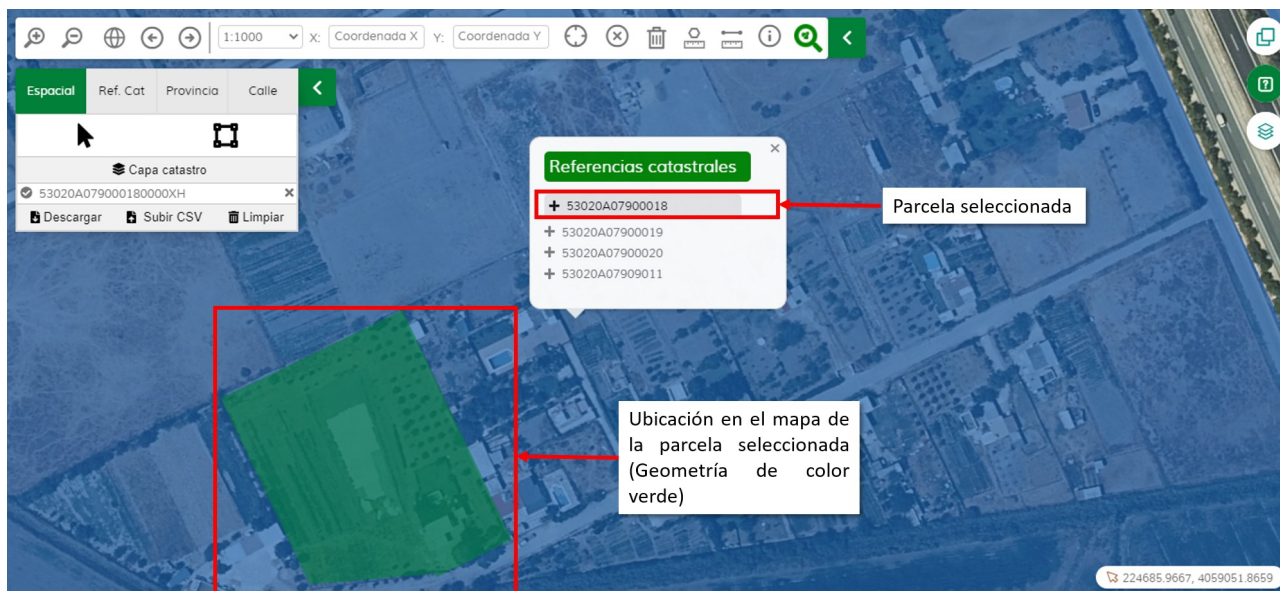 1:1000 X: Coordenada X Y: Coordenada Y
Espacial Ref. Cat Provincia Calle
Capa catastro
53020A079000180000XH
Descargar Subir CSV Limpiar
Referencias catastrales
53020A07900018
53020A07900019
53020A07900020
53020A07909011
Parcela seleccionada
Ubicación en el mapa de
la parcela seleccionada
(Geometría de color
verde)
224685.9667, 4059051.8659